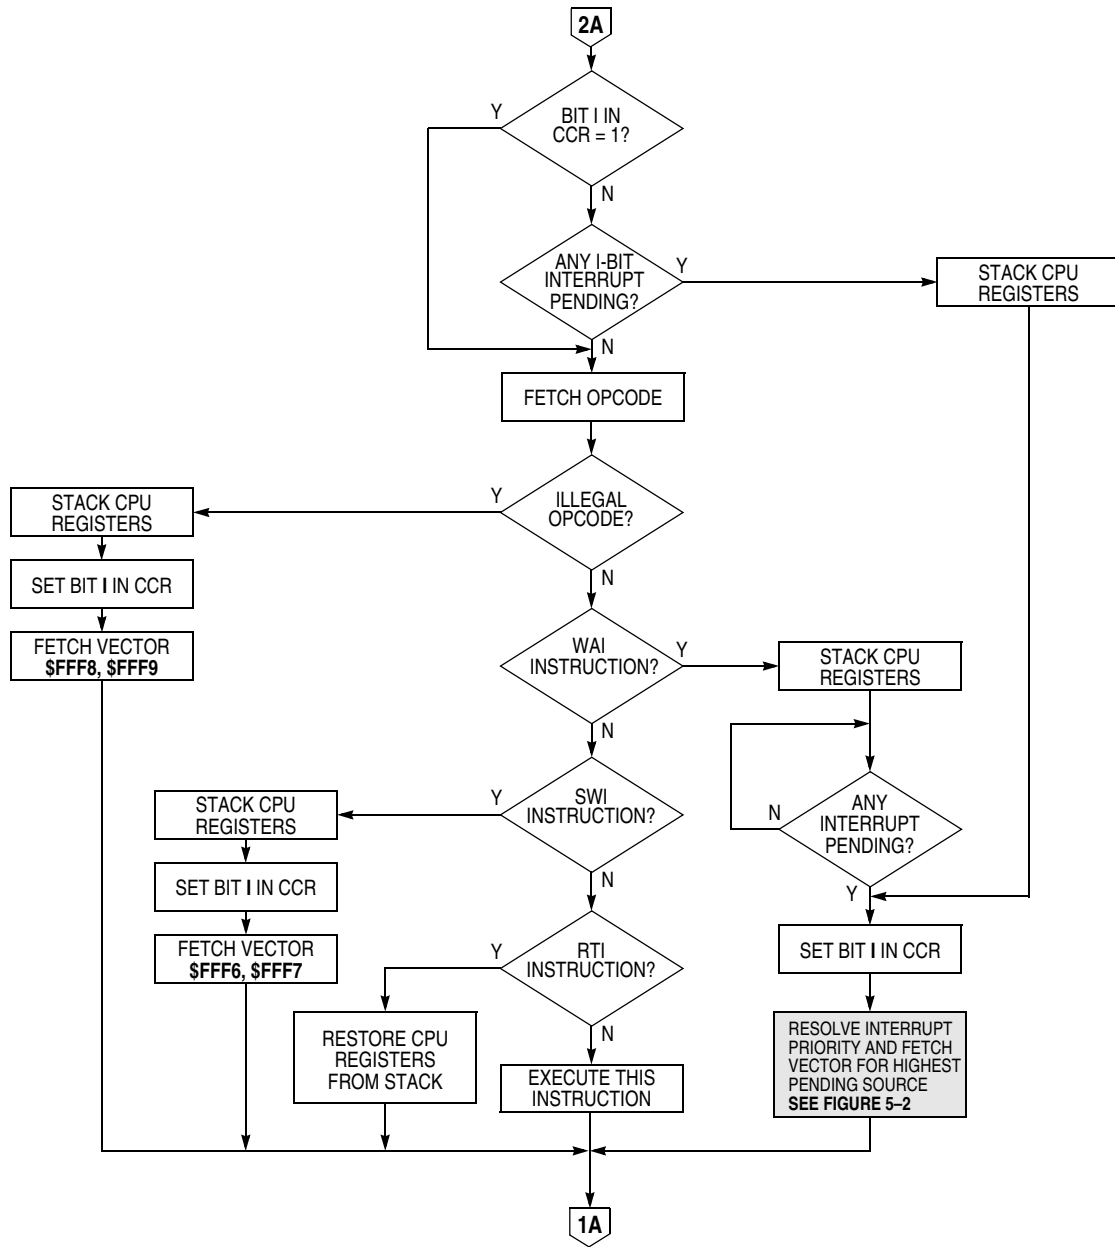 2A
BIT I IN
CCR = 1?
Y
N
ANY I-BIT
INTERRUPT
PENDING?
Y
N
STACK CPU
REGISTERS
FETCH OPCODE
ILLEGAL
OPCODE?
Y
N
STACK CPU
REGISTERS
SET BIT I IN CCR
FETCH VECTOR
$FFF8, $FFF9
WAI
INSTRUCTION?
Y
N
STACK CPU
REGISTERS
ANY
INTERRUPT
PENDING?
N
Y
SWI
INSTRUCTION?
Y
N
STACK CPU
REGISTERS
SET BIT I IN CCR
FETCH VECTOR
$FFF6, $FFF7
RTI
INSTRUCTION?
Y
N
RESTORE CPU
REGISTERS
FROM STACK
EXECUTE THIS
INSTRUCTION
SET BIT I IN CCR
RESOLVE INTERRUPT
PRIORITY AND FETCH
VECTOR FOR HIGHEST
PENDING SOURCE
SEE FIGURE 5–2
1A